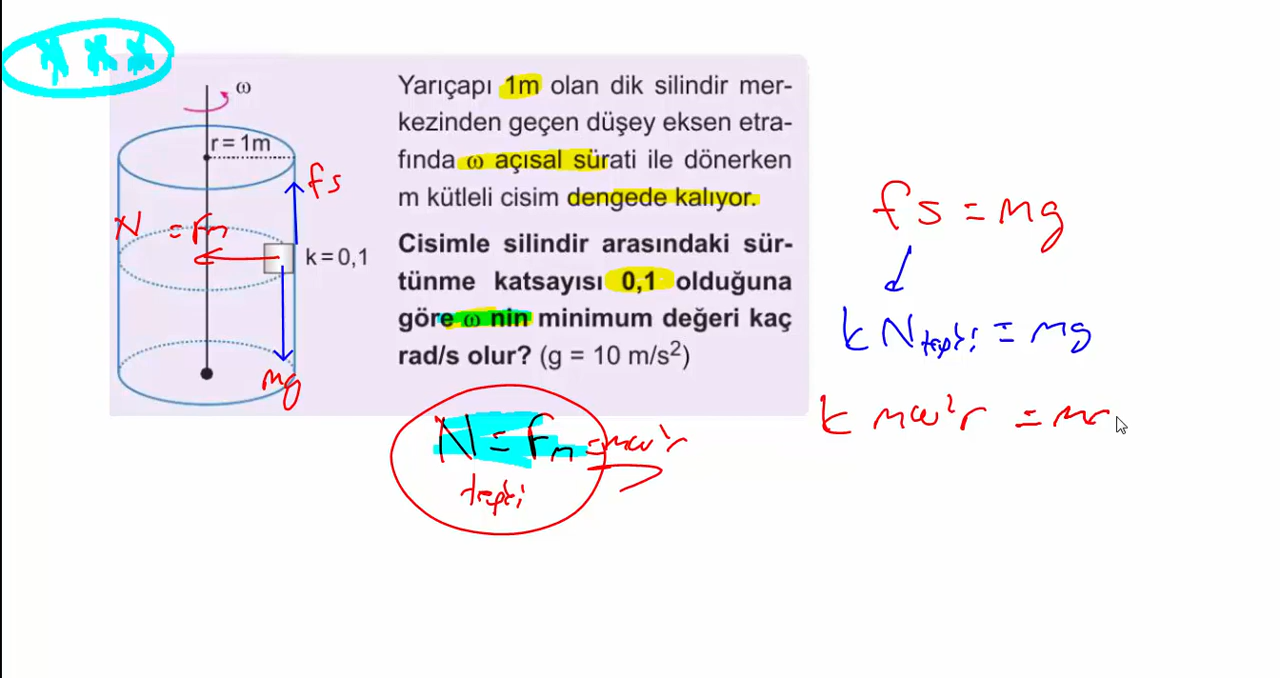 ω
r = 1m
fs
N = Fm
k = 0,1
mg
Yarıçapı 1m olan dik silindir mer-
kezinden geçen düşey eksen etra-
fında ω açısal sürati ile dönerken
m kütleli cisim dengede kalıyor.
Cisimle silindir arasındaki sür-
tünme katsayısı 0,1 olduğuna
göre ω nin minimum değeri kaç
rad/s olur? (g = 10 m/s²)
N = Fm = mω²r
tepki
fs = mg
k N tepki = mg
k mω²r = m